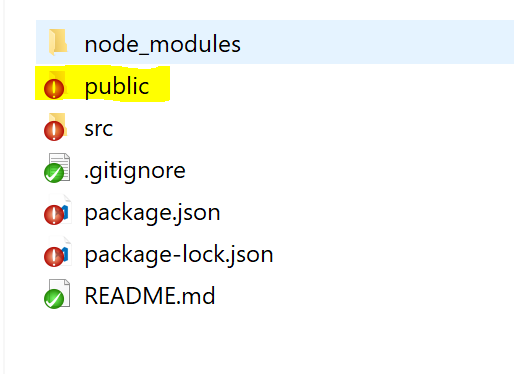 node_modules
public
src
.gitignore
package.json
package-lock.json
README.md